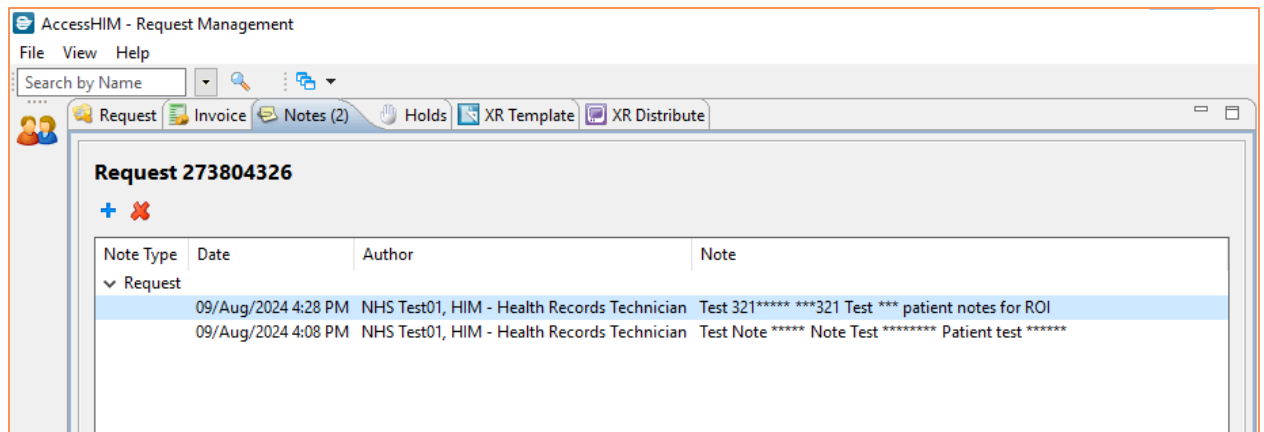 AccessHIM - Request Management
File View Help
Search by Name
Request Invoice Notes (2) Holds XR Template XR Distribute
Request 273804326
Note Type Date Author Note
Request
09/Aug/2024 4:28 PM NHS Test01, HIM - Health Records Technician Test 321***** ***321 Test *** patient notes for ROI
09/Aug/2024 4:08 PM NHS Test01, HIM - Health Records Technician Test Note ***** Note Test ******** Patient test ******